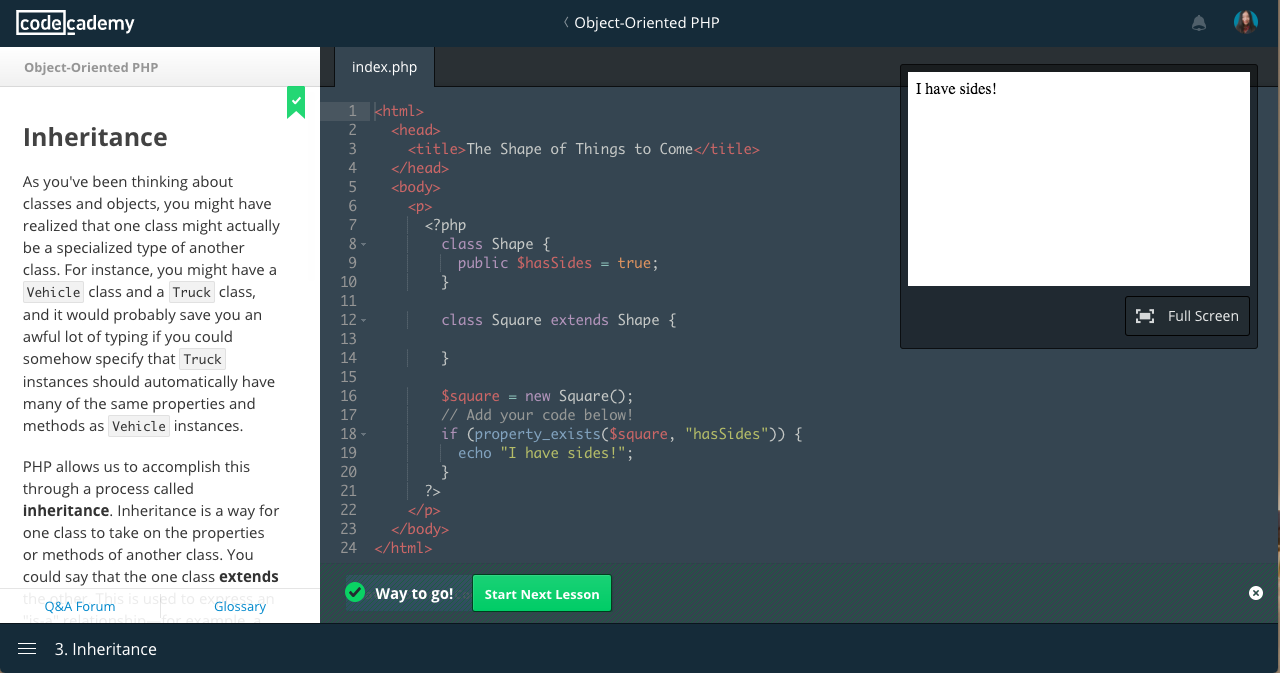 codecademy
Object-Oriented PHP
Object-Oriented PHP
Inheritance
As you've been thinking about
classes and objects, you might have
realized that one class might actually
be a specialized type of another
class. For instance, you might have a
Vehicle class and a Truck class,
and it would probably save you an
awful lot of typing if you could
somehow specify that Truck
instances should automatically have
many of the same properties and
methods as Vehicle instances.
PHP allows us to accomplish this
through a process called
inheritance. Inheritance is a way for
one class to take on the properties
or methods of another class. You
could say that the one class extends
the other. This is used to express an
"is-a" relationship—for example, a
Q&A Forum
Glossary
index.php
1 <html>
2 <head>
3 <title>The Shape of Things to Come</title>
4 </head>
5 <body>
6 <p>
7 <?php
8 class Shape {
9 public $hasSides = true;
10 }
11
12 class Square extends Shape {
13
14 }
15
16 $square = new Square();
17 // Add your code below!
18 if (property_exists($square, "hasSides")) {
19 echo "I have sides!";
20 }
21 ?>
22 </p>
23 </body>
24 </html>
I have sides!
Full Screen
Way to go!
Start Next Lesson
3. Inheritance